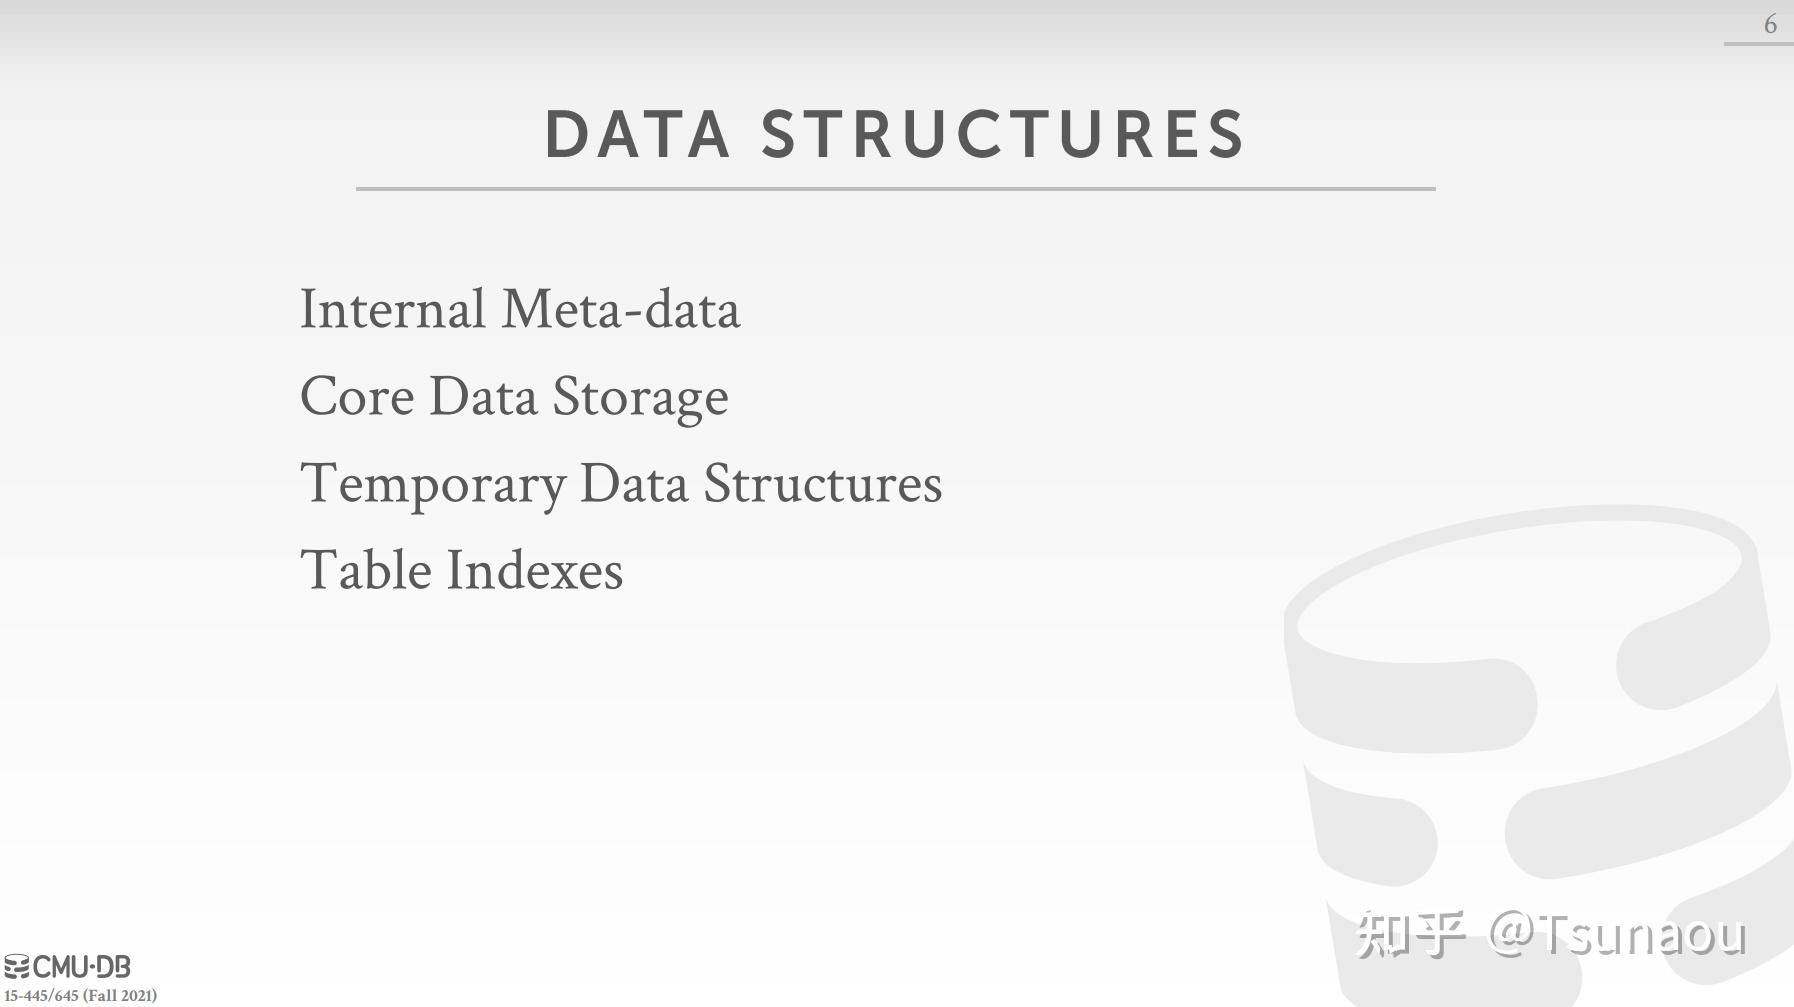 6
DATA STRUCTURES
Internal Meta-data
Core Data Storage
Temporary Data Structures
Table Indexes
知乎 @Tsunaou
CMU·DB
15-445/645 (Fall 2021)